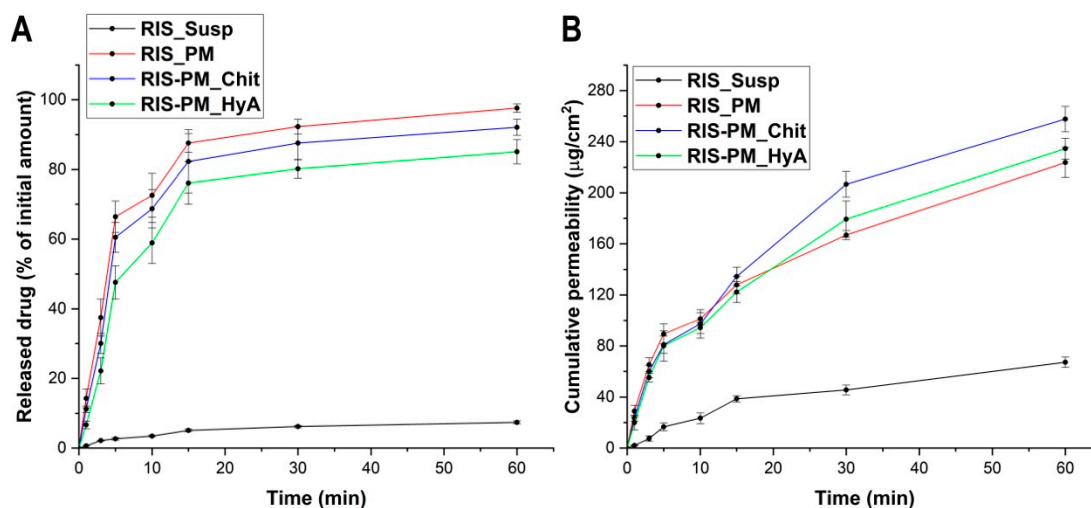 A
RIS_Susp
RIS_PM
RIS-PM_Chit
RIS-PM_HyA
Released drug (% of initial amount)
100
80
60
40
20
0
0 10 20 30 40 50 60
Time (min)
B
RIS_Susp
RIS_PM
RIS-PM_Chit
RIS-PM_HyA
Cumulative permeability (μg/cm²)
280
240
200
160
120
80
40
0
0 10 20 30 40 50 60
Time (min)